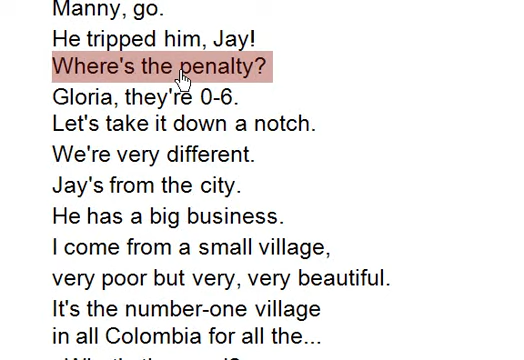 Manny, go.
He tripped him, Jay!
Where's the penalty?
Gloria, they're 0-6.
Let's take it down a notch.
We're very different.
Jay's from the city.
He has a big business.
I come from a small village,
very poor but very, very beautiful.
It's the number-one village
in all Colombia for all the...